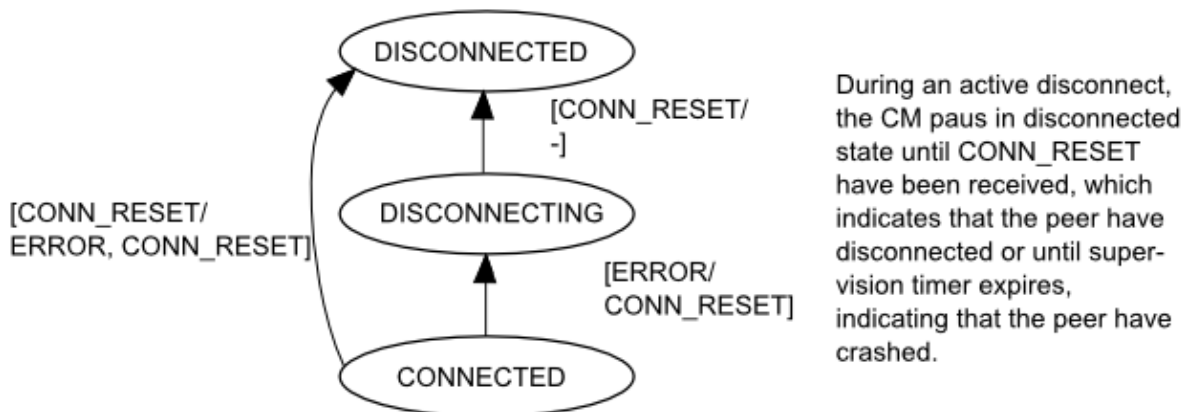 DISCONNECTED
[CONN_RESET/
-]
DISCONNECTING
[CONN_RESET/
ERROR, CONN_RESET]
[ERROR/
CONN_RESET]
CONNECTED
During an active disconnect,
the CM paus in disconnected
state until CONN_RESET
have been received, which
indicates that the peer have
disconnected or until super-
vision timer expires,
indicating that the peer have
crashed.